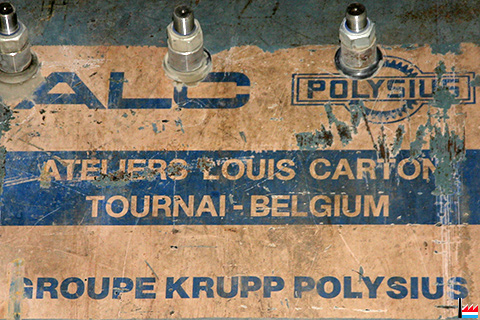 ALC POLYSIUS
ATELIERS LOUIS CARTON
TOURNAI - BELGIUM
GROUPE KRUPP POLYSIUS